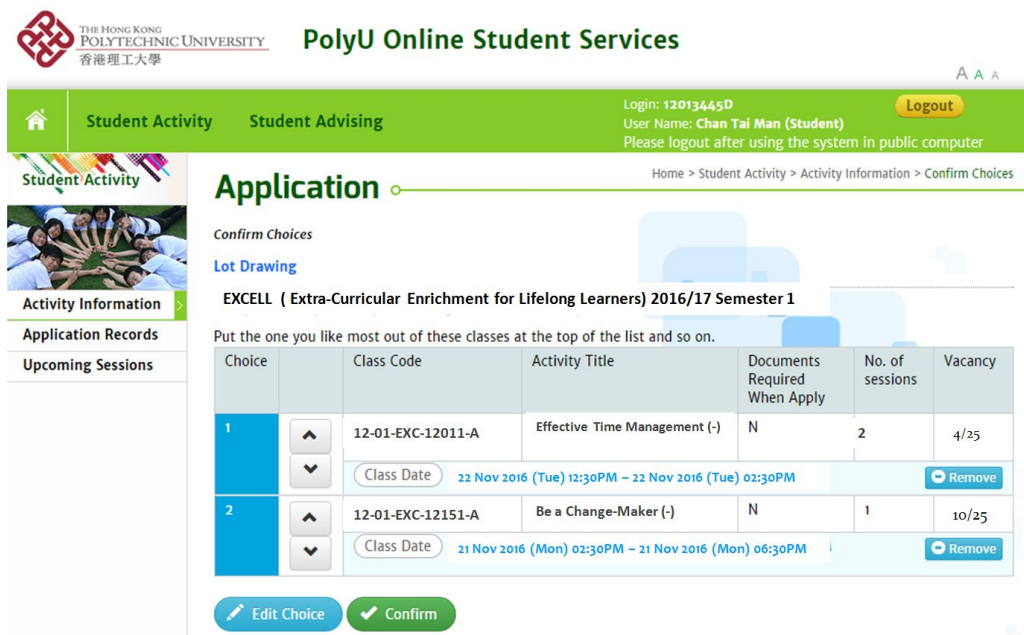 THE HONG KONG
POLYTECHNIC UNIVERSITY
香港理工大學
PolyU Online Student Services
A A A
Student Activity
Student Advising
Login: 12013445D
Logout
User Name: Chan Tai Man (Student)
Please logout after using the system in public computer
Student Activity
Home > Student Activity > Activity Information > Confirm Choices
Application
Confirm Choices
Lot Drawing
Activity Information >
Application Records
Upcoming Sessions
EXCELL ( Extra-Curricular Enrichment for Lifelong Learners) 2016/17 Semester 1
Put the one you like most out of these classes at the top of the list and so on.
Choice Class Code Activity Title Documents Required When Apply No. of sessions Vacancy
1 12-01-EXC-12011-A Effective Time Management (-) N 2 4/25
Class Date 22 Nov 2016 (Tue) 12:30PM – 22 Nov 2016 (Tue) 02:30PM Remove
2 12-01-EXC-12151-A Be a Change-Maker (-) N 1 10/25
Class Date 21 Nov 2016 (Mon) 02:30PM – 21 Nov 2016 (Mon) 06:30PM Remove
Edit Choice Confirm